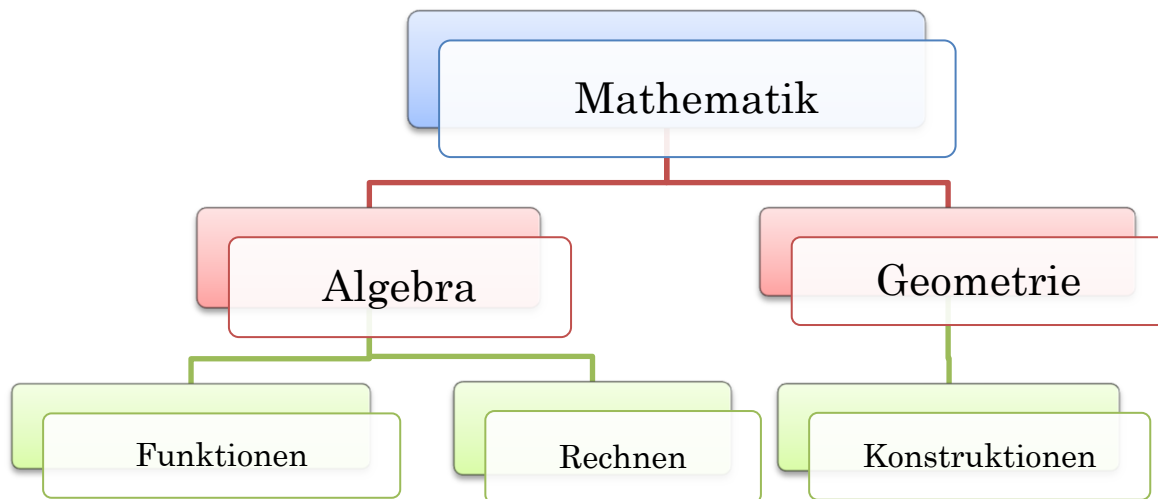 Mathematik
Algebra
Geometrie
Funktionen
Rechnen
Konstruktionen